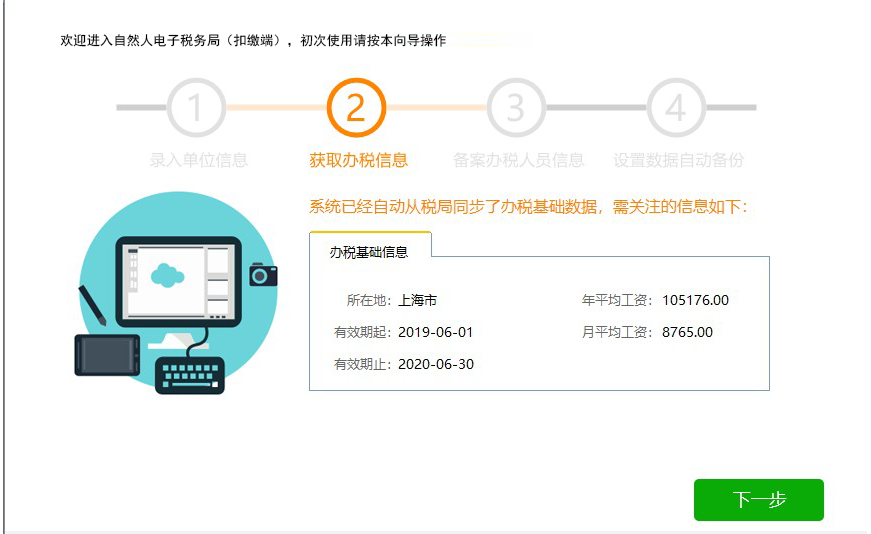 欢迎进入自然人电子税务局（扣缴端），初次使用请按本向导操作
1 2 3 4
录入单位信息 获取办税信息 备案办税人员信息 设置数据自动备份
系统已经自动从税局同步了办税基础数据，需关注的信息如下：
办税基础信息
所在地：上海市 年平均工资：105176.00
有效期起：2019-06-01 月平均工资：8765.00
有效期止：2020-06-30
下一步